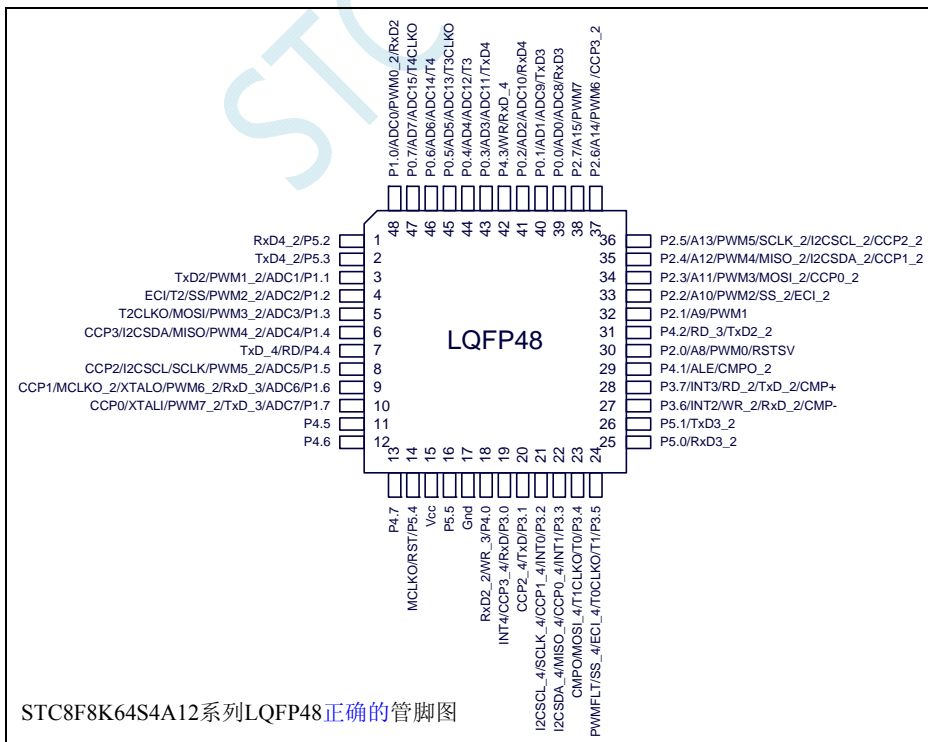 STC
P1.0/ADC0/PWM0_2/RxD2
P0.7/AD7/ADC15/T4CLKO
P0.6/AD6/ADC14/T4
P0.5/AD5/ADC13/T3CLKO
P0.4/AD4/ADC12/T3
P0.3/AD3/ADC11/TxD4
P4.3/WR/RxD_4
P0.2/AD2/ADC10/RxD4
P0.1/AD1/ADC9/TxD3
P0.0/AD0/ADC8/RxD3
P2.7/A15/PWM7
P2.6/A14/PWM6 /CCP3_2
48 47 46 45 44 43 42 41 40 39 38 37
RxD4_2/P5.2 1
TxD4_2/P5.3 2
TxD2/PWM1_2/ADC1/P1.1 3
ECI/T2/SS/PWM2_2/ADC2/P1.2 4
T2CLKO/MOSI/PWM3_2/ADC3/P1.3 5
CCP3/I2CSDA/MISO/PWM4_2/ADC4/P1.4 6
TxD_4/RD/P4.4 7
CCP2/I2CSCL/SCLK/PWM5_2/ADC5/P1.5 8
CCP1/MCLKO_2/XTALO/PWM6_2/RxD_3/ADC6/P1.6 9
CCP0/XTALI/PWM7_2/TxD_3/ADC7/P1.7 10
P4.5 11
P4.6 12
LQFP48
36 P2.5/A13/PWM5/SCLK_2/I2CSCL_2/CCP2_2
35 P2.4/A12/PWM4/MISO_2/I2CSDA_2/CCP1_2
34 P2.3/A11/PWM3/MOSI_2/CCP0_2
33 P2.2/A10/PWM2/SS_2/ECI_2
32 P2.1/A9/PWM1
31 P4.2/RD_3/TxD2_2
30 P2.0/A8/PWM0/RSTSV
29 P4.1/ALE/CMPO_2
28 P3.7/INT3/RD_2/TxD_2/CMP+
27 P3.6/INT2/WR_2/RxD_2/CMP-
26 P5.1/TxD3_2
25 P5.0/RxD3_2
13 14 15 16 17 18 19 20 21 22 23 24
P4.7
MCLKO/RST/P5.4
Vcc
P5.5
Gnd
RxD2_2/WR_3/P4.0
INT4/CCP3_4/RxD/P3.0
CCP2_4/TxD/P3.1
I2CSCL_4/SCLK_4/CCP1_4/INT0/P3.2
I2CSDA_4/MISO_4/CCP0_4/INT1/P3.3
CMPO/MOSI_4/T1CLKO/T0/P3.4
PWMFLT/SS_4/ECI_4/T0CLKO/T1/P3.5
STC8F8K64S4A12系列LQFP48正确的管脚图